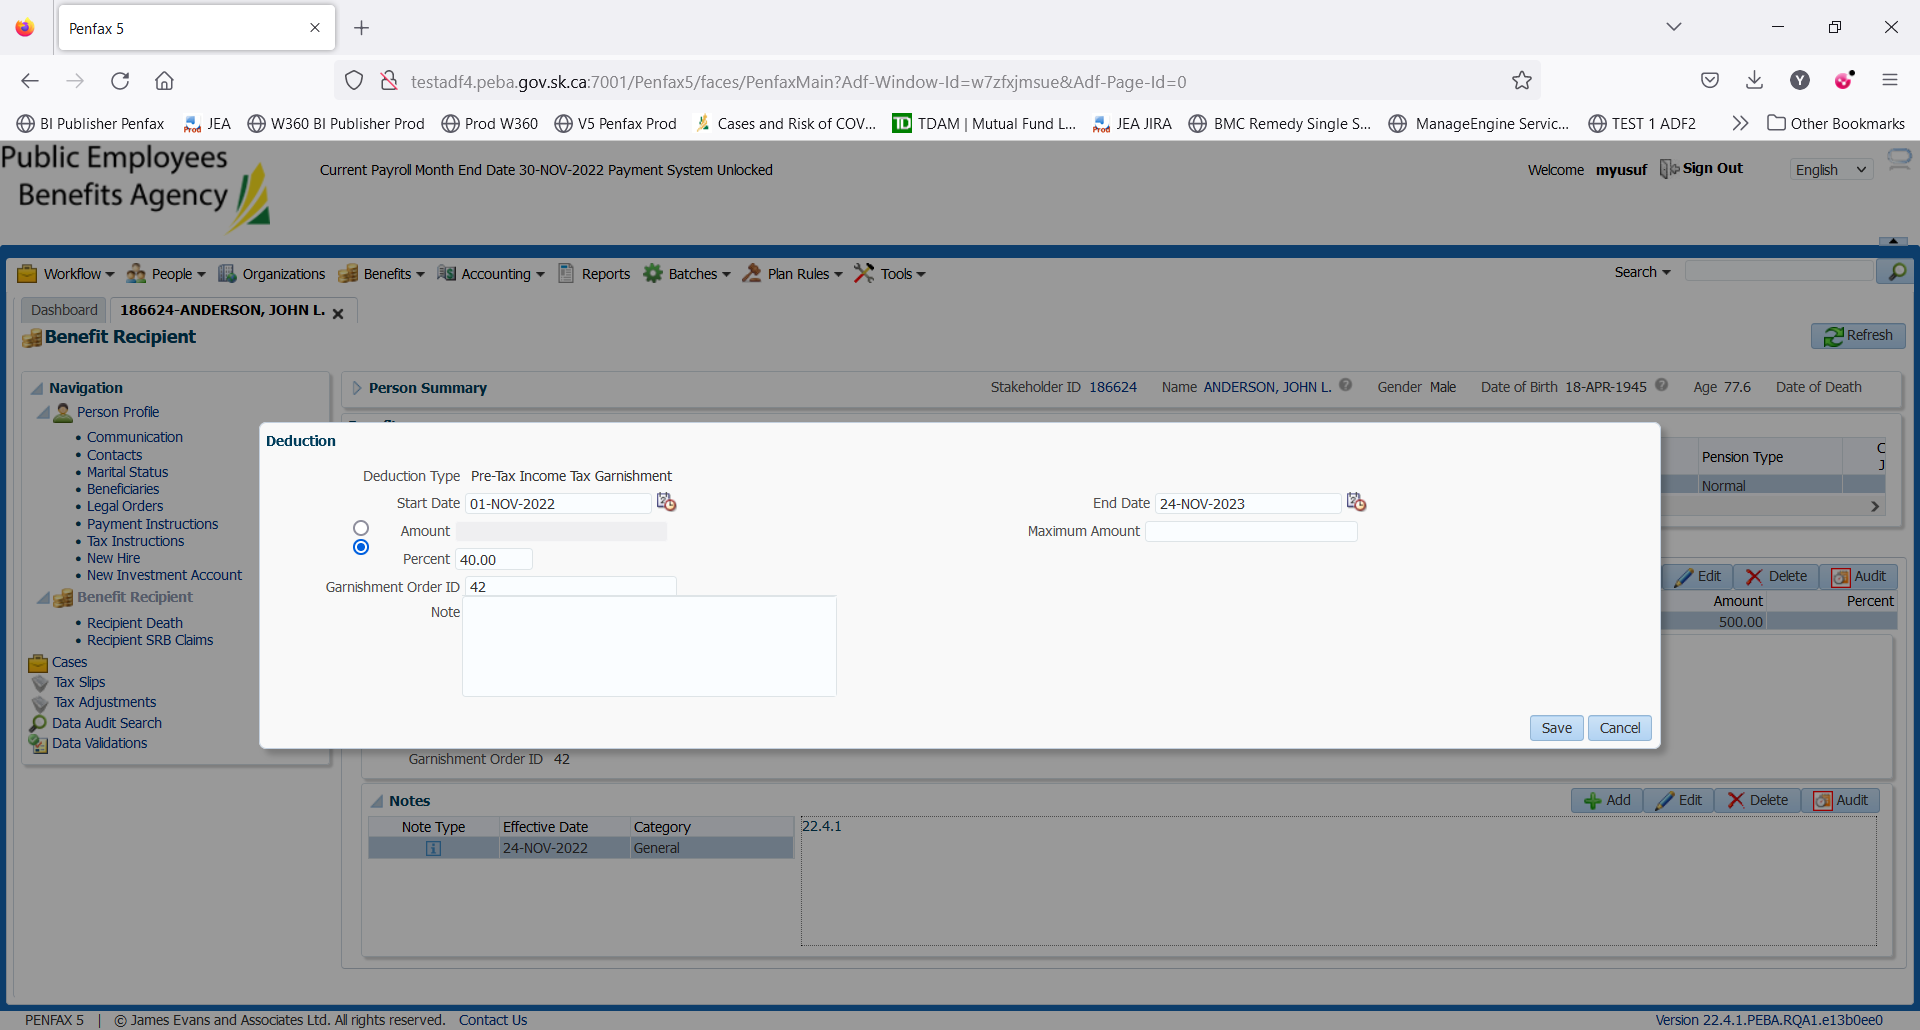 Penfax 5
testadf4.peba.gov.sk.ca:7001/Penfax5/faces/PenfaxMain?Adf-Window-Id=w7zfxjmsue&Adf-Page-Id=0
Y
BI Publisher Penfax JEA W360 BI Publisher Prod Prod W360 V5 Penfax Prod Cases and Risk of COV... TD TDAM | Mutual Fund L... JEA JIRA BMC Remedy Single S... ManageEngine Servic... TEST 1 ADF2 Other Bookmarks
Public Employees
Benefits Agency
Current Payroll Month End Date 30-NOV-2022 Payment System Unlocked
Welcome myusuf Sign Out English
Workflow People Organizations Benefits Accounting Reports Batches Plan Rules Tools Search
Dashboard 186624-ANDERSON, JOHN L.
Benefit Recipient Refresh
Navigation
Person Profile
Communication
Contacts
Marital Status
Beneficiaries
Legal Orders
Payment Instructions
Tax Instructions
New Hire
New Investment Account
Benefit Recipient
Recipient Death
Recipient SRB Claims
Cases
Tax Slips
Tax Adjustments
Data Audit Search
Data Validations
Person Summary Stakeholder ID 186624 Name ANDERSON, JOHN L. Gender Male Date of Birth 18-APR-1945 Age 77.6 Date of Death
Pension Type
Normal
Edit Delete Audit
Amount Percent
500.00
Deduction
Deduction Type Pre-Tax Income Tax Garnishment
Start Date 01-NOV-2022 End Date 24-NOV-2023
Amount Maximum Amount
Percent 40.00
Garnishment Order ID 42
Note
Save Cancel
Garnishment Order ID 42
Notes Add Edit Delete Audit
Note Type Effective Date Category 22.4.1
24-NOV-2022 General
PENFAX 5 | © James Evans and Associates Ltd. All rights reserved. Contact Us Version 22.4.1.PEBA.RQA1.e13b0ee0